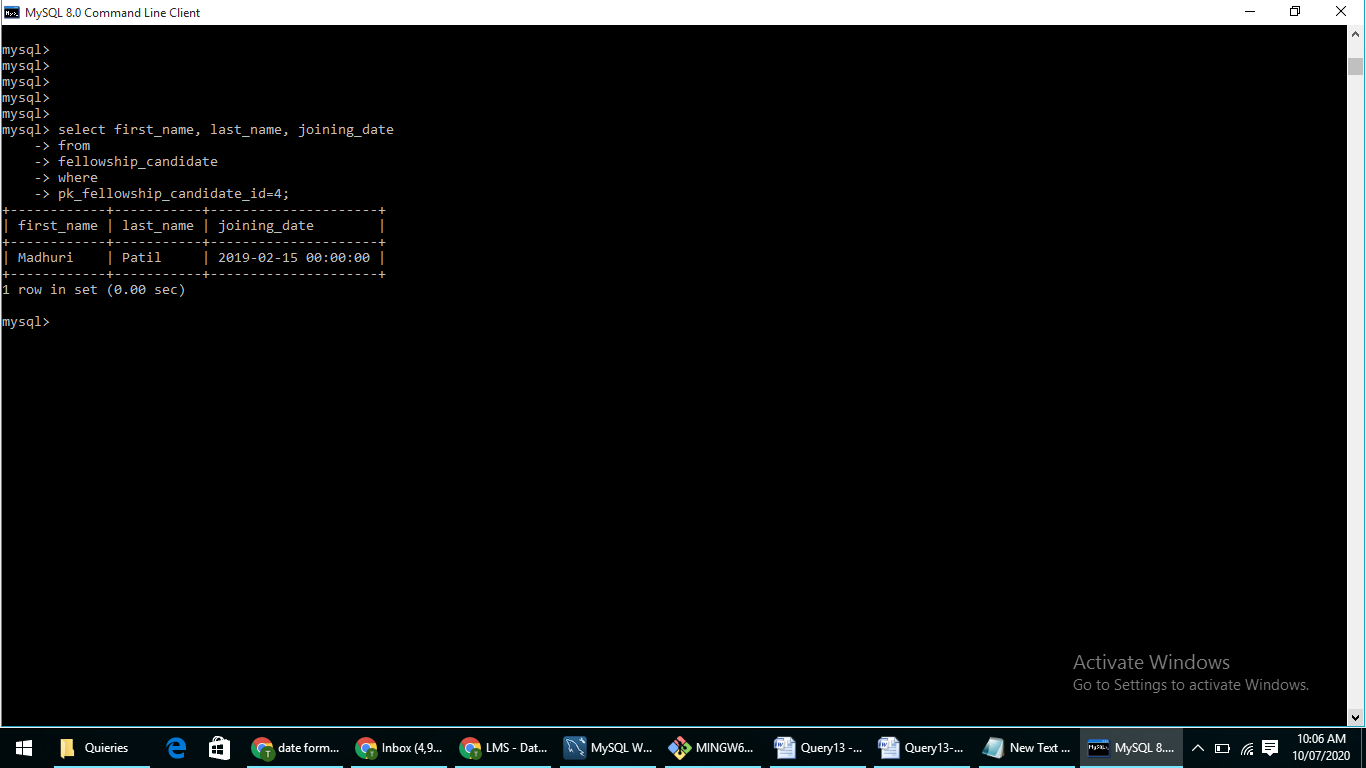 MySQL 8.0 Command Line Client
mysql>
mysql>
mysql>
mysql>
mysql>
mysql> select first_name, last_name, joining_date
-> from
-> fellowship_candidate
-> where
-> pk_fellowship_candidate_id=4;
+------------+-----------+---------------------+
| first_name | last_name | joining_date        |
+------------+-----------+---------------------+
| Madhuri    | Patil     | 2019-02-15 00:00:00 |
+------------+-----------+---------------------+
1 row in set (0.00 sec)
mysql>
Activate Windows
Go to Settings to activate Windows.
Quieries
date form...
Inbox (4,9...
LMS - Dat...
MySQL W...
MINGW6...
Query13 -...
Query13-...
New Text ...
MySQL 8....
10:06 AM
10/07/2020